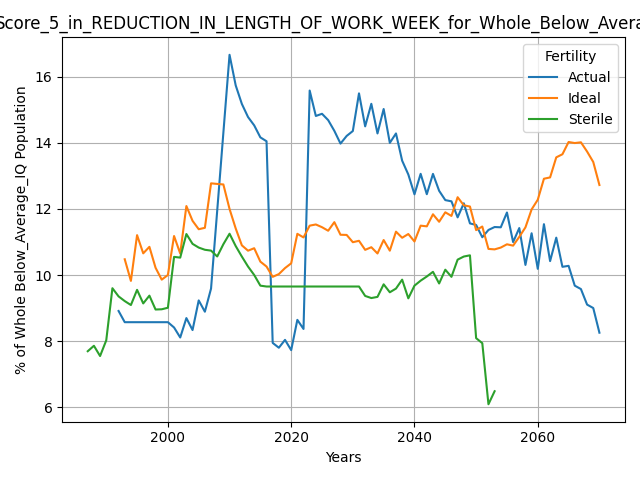 Score_5_in_REDUCTION_IN_LENGTH_OF_WORK_WEEK_for_Whole_Below_Avera
Fertility
Actual
Ideal
Sterile
% of Whole Below_Average_IQ Population
16
14
12
10
8
6
2000 2020 2040 2060
Years